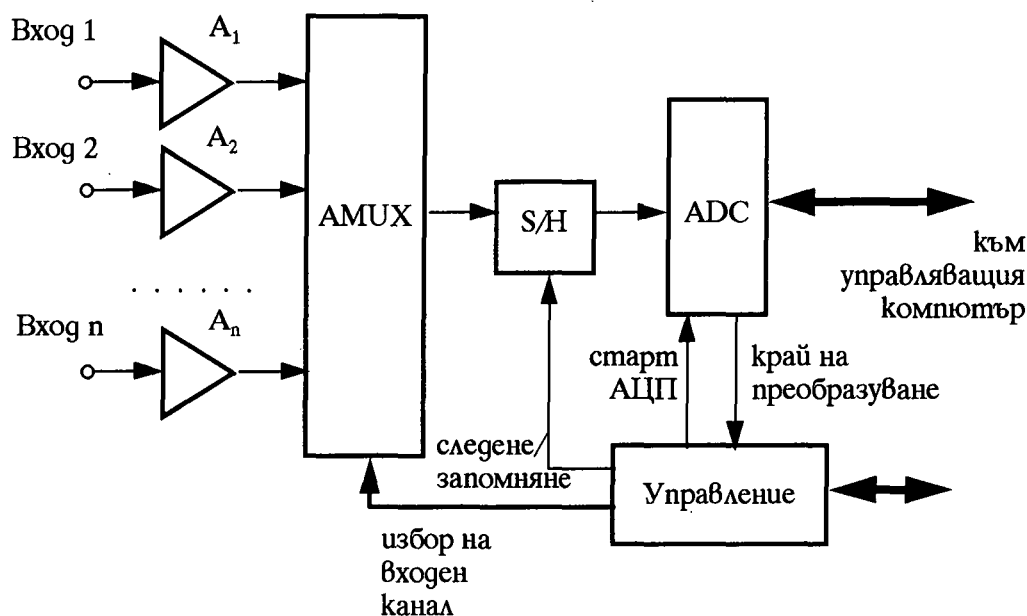 Вход 1
A1
Вход 2
A2
. . . . . .
Вход n
An
AMUX
S/H
ADC
към
управляващия
компютър
старт
АЦП
край на
преобразуване
следене/
запомняне
Управление
избор на
входен
канал